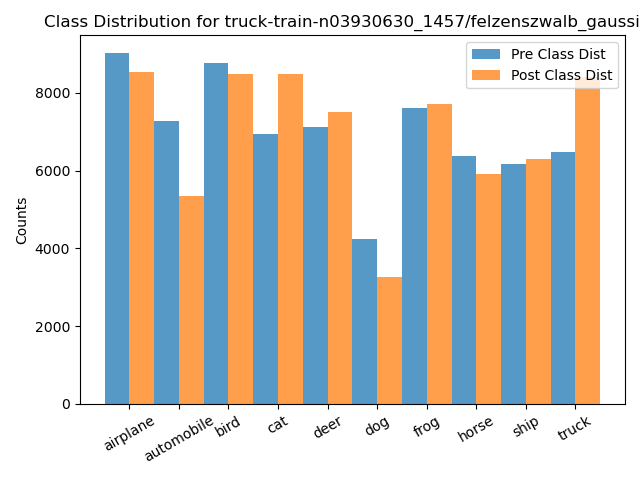 Class Distribution for truck-train-n03930630_1457/felzenszwalb_gaussi
Pre Class Dist
Post Class Dist
Counts
8000
6000
4000
2000
0
airplane
automobile
bird
cat
deer
dog
frog
horse
ship
truck